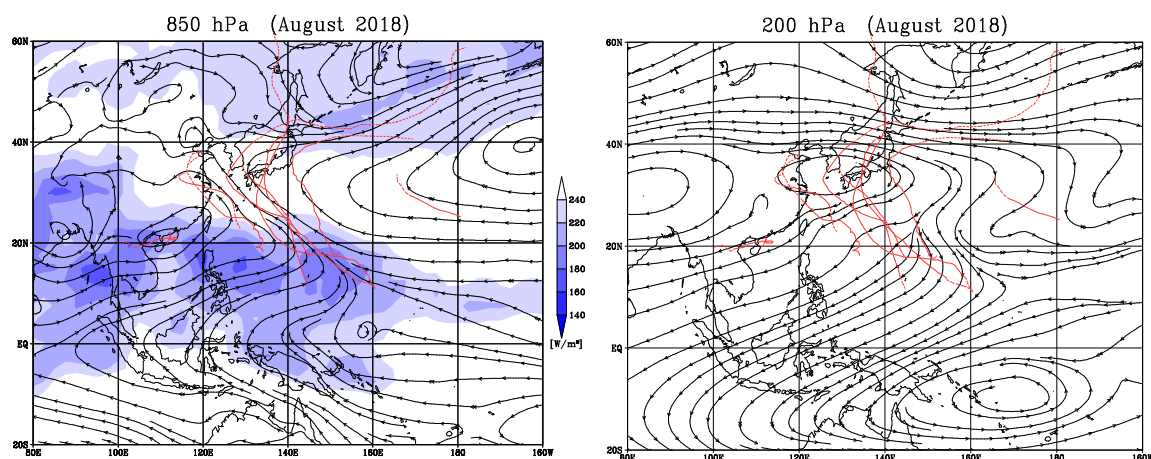 850 hPa (August 2018)
60N
40N
20N
EQ
20S
80E 100E 120E 140E 160E 180 160W
240
220
200
180
160
140
[W/m²]
200 hPa (August 2018)
60N
40N
20N
EQ
20S
80E 100E 120E 140E 160E 180 160W